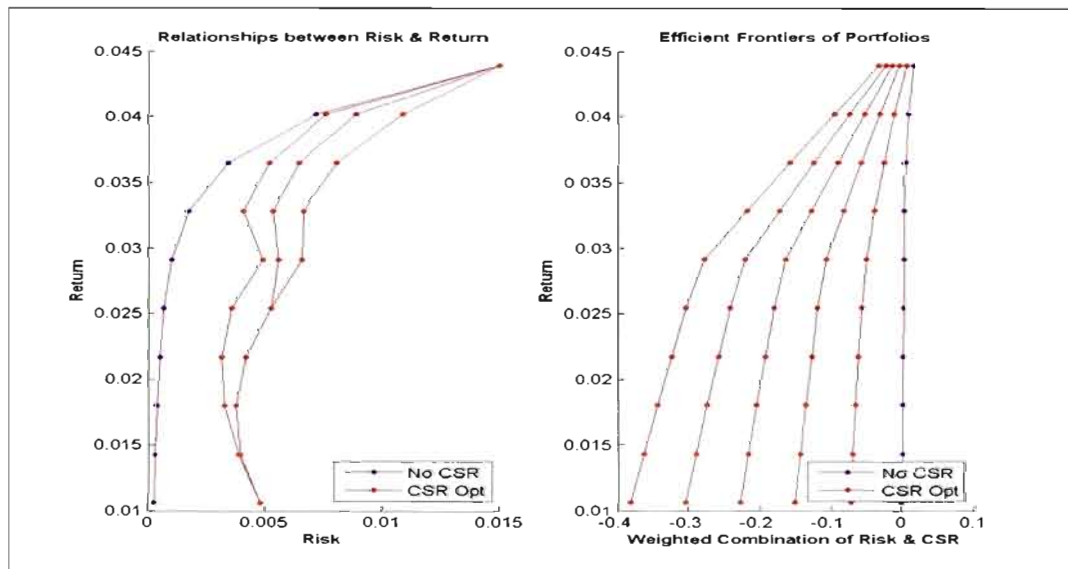 Relationships between Risk & Return
0.045
0.04
0.035
0.03
0.025
0.02
0.015
0.01
Return
0
0.005
0.01
0.015
Risk
No CSR
CSR Opt
Efficient Frontiers of Portfolios
0.045
0.04
0.035
0.03
0.025
0.02
0.015
0.01
Return
-0.4
-0.3
-0.2
-0.1
0
0.1
Weighted Combination of Risk & CSR
No CSR
CSR Opt